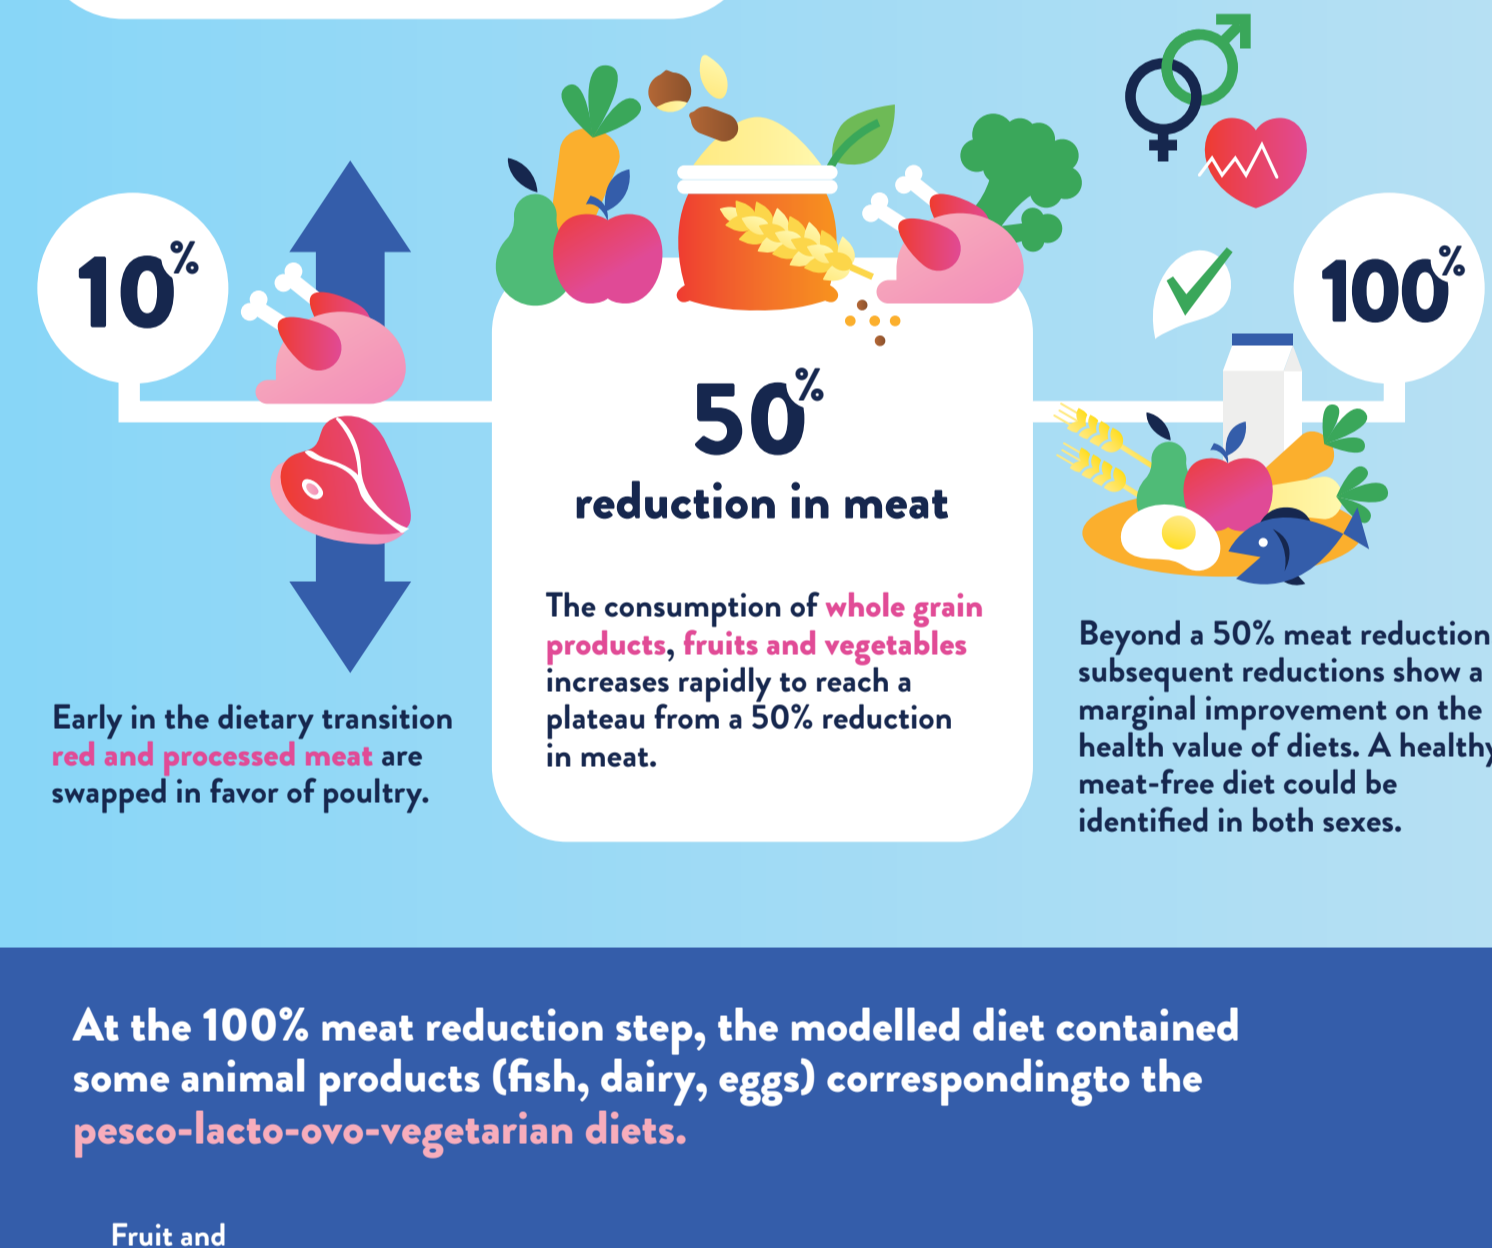 10%
Early in the dietary transition
red and processed meat are
swapped in favor of poultry.
50%
reduction in meat
The consumption of whole grain
products, fruits and vegetables
increases rapidly to reach a
plateau from a 50% reduction
in meat.
100%
Beyond a 50% meat reduction
subsequent reductions show a
marginal improvement on the
health value of diets. A healthy
meat-free diet could be
identified in both sexes.
At the 100% meat reduction step, the modelled diet contained
some animal products (fish, dairy, eggs) correspondingto the
pesco-lacto-ovo-vegetarian diets.
Fruit and